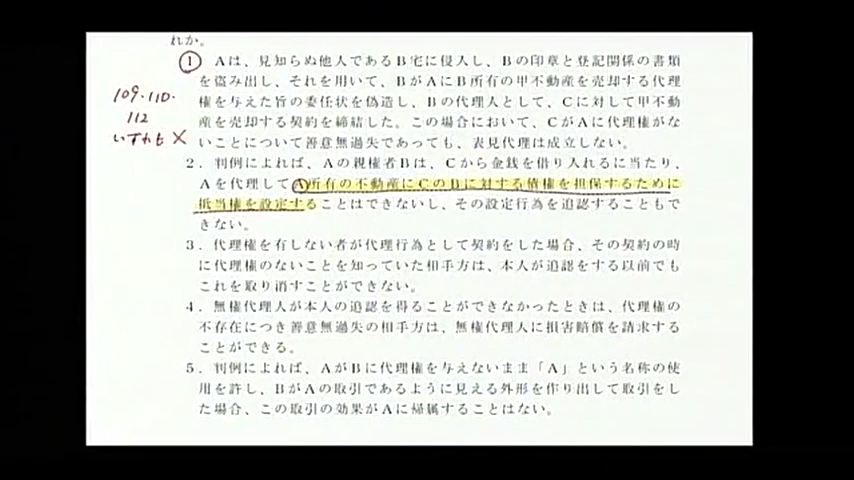 れか。
① Aは、見知らぬ他人であるB宅に侵入し、Bの印章と登記関係の書類
を盗み出し、それを用いて、BがAにB所有の甲不動産を売却する代理
権を与えた旨の委任状を偽造し、Bの代理人として、Cに対して甲不動
産を売却する契約を締結した。この場合において、CがAに代理権がな
いことについて善意無過失であっても、表見代理は成立しない。
109・110・
112
いずれも×
2．判例によれば、Aの親権者Bは、Cから金銭を借り入れるに当たり、
Aを代理してA所有の不動産にCのBに対する債権を担保するために
抵当権を設定することはできないし、その設定行為を追認することもで
きない。
3．代理権を有しない者が代理行為として契約をした場合、その契約の時
に代理権のないことを知っていた相手方は、本人が追認をする以前でも
これを取り消すことができない。
4．無権代理人が本人の追認を得ることができなかったときは、代理権の
不存在につき善意無過失の相手方は、無権代理人に損害賠償を請求する
ことができる。
5．判例によれば、AがBに代理権を与えないまま「A」という名称の使
用を許し、BがAの取引であるように見える外形を作り出して取引をし
た場合、この取引の効果がAに帰属することはない。